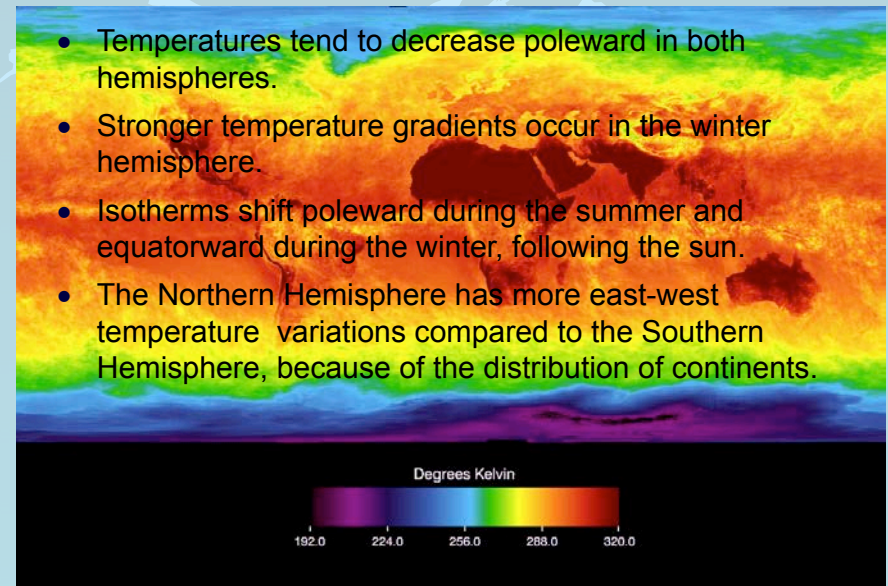 • Temperatures tend to decrease poleward in both
hemispheres.
• Stronger temperature gradients occur in the winter
hemisphere.
• Isotherms shift poleward during the summer and
equatorward during the winter, following the sun.
• The Northern Hemisphere has more east-west
temperature variations compared to the Southern
Hemisphere, because of the distribution of continents.
Degrees Kelvin
192.0 224.0 256.0 288.0 320.0